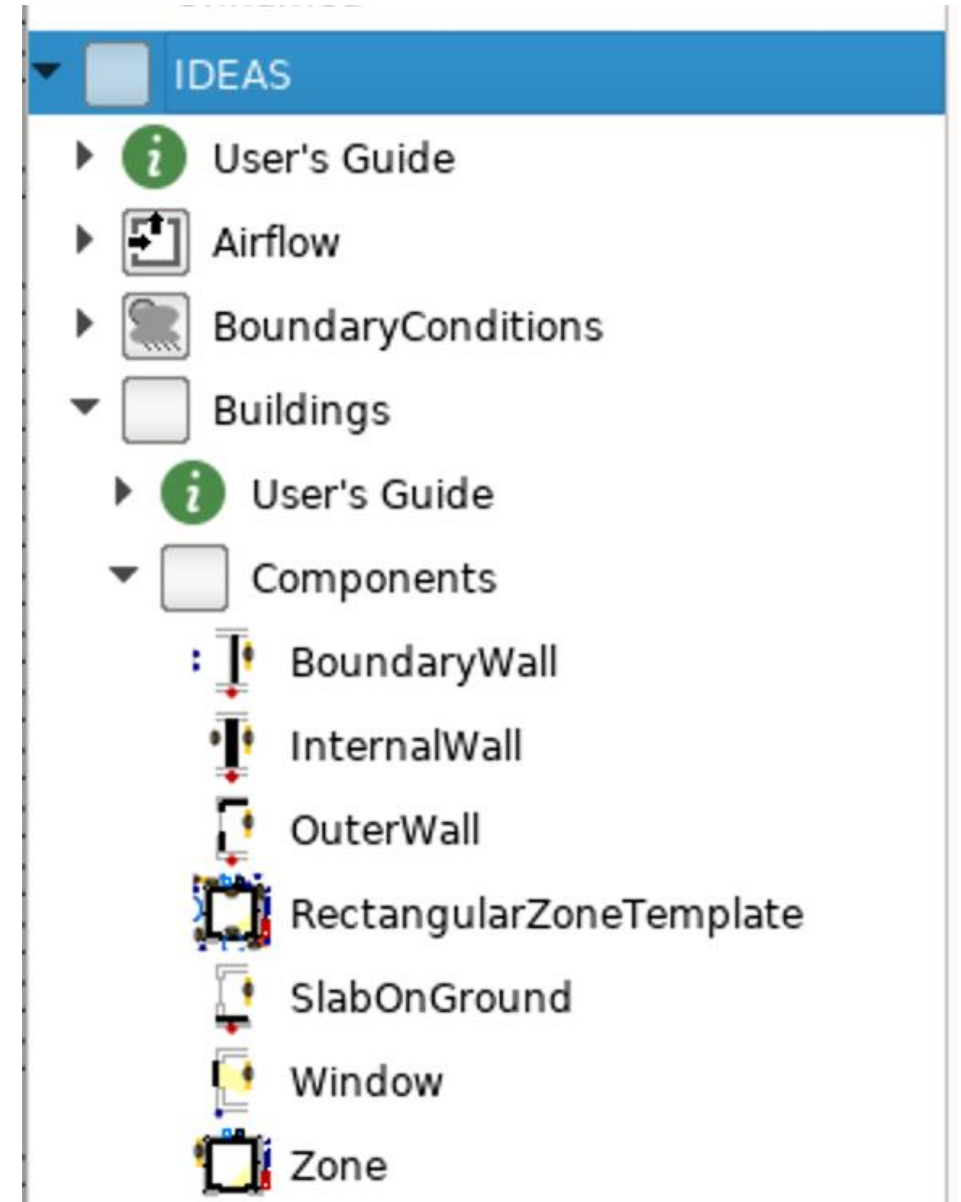 IDEAS
User's Guide
Airflow
BoundaryConditions
Buildings
User's Guide
Components
BoundaryWall
InternalWall
OuterWall
RectangularZoneTemplate
SlabOnGround
Window
Zone